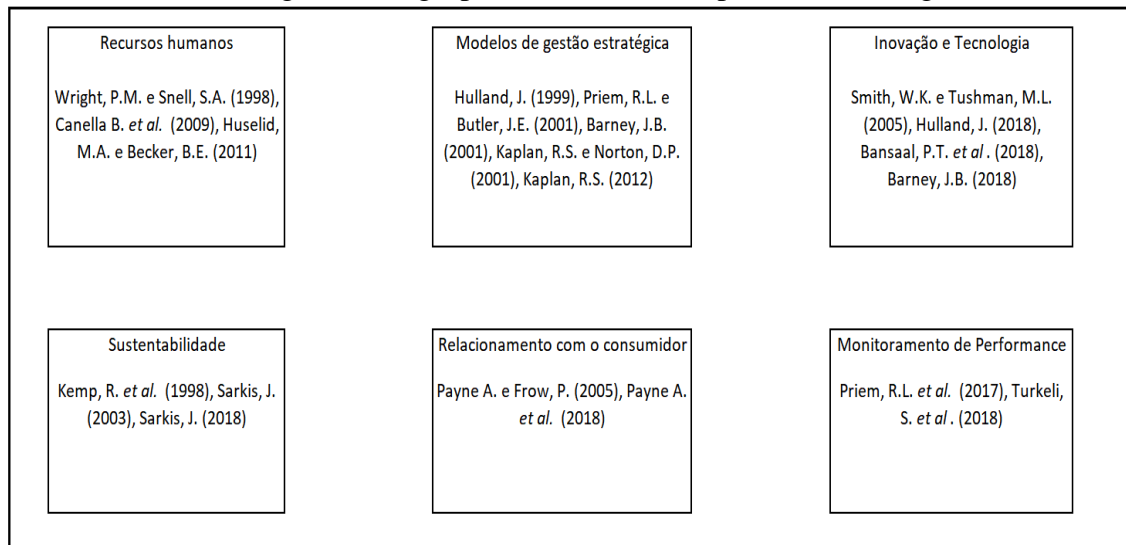 Recursos humanos
Wright, P.M. e Snell, S.A. (1998),
Canella B. et al. (2009), Huselid,
M.A. e Becker, B.E. (2011)
Modelos de gestão estratégica
Hulland, J. (1999), Priem, R.L. e
Butler, J.E. (2001), Barney, J.B.
(2001), Kaplan, R.S. e Norton, D.P.
(2001), Kaplan, R.S. (2012)
Inovação e Tecnologia
Smith, W.K. e Tushman, M.L.
(2005), Hulland, J. (2018),
Bansaal, P.T. et al . (2018),
Barney, J.B. (2018)
Sustentabilidade
Kemp, R. et al. (1998), Sarkis, J.
(2003), Sarkis, J. (2018)
Relacionamento com o consumidor
Payne A. e Frow, P. (2005), Payne A.
et al. (2018)
Monitoramento de Performance
Priem, R.L. et al. (2017), Turkeli,
S. et al . (2018)